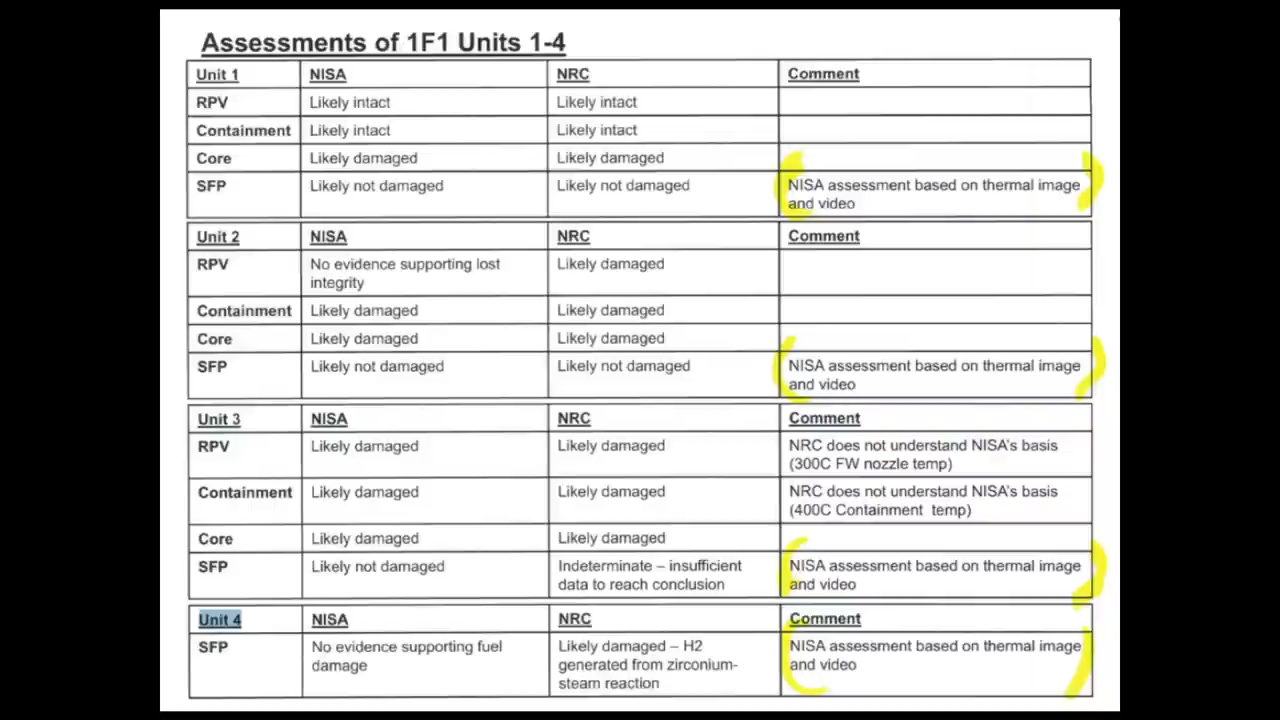 Assessments of 1F1 Units 1-4
Unit 1 NISA NRC Comment
RPV Likely intact Likely intact
Containment Likely intact Likely intact
Core Likely damaged Likely damaged
SFP Likely not damaged Likely not damaged NISA assessment based on thermal image
and video
Unit 2 NISA NRC Comment
RPV No evidence supporting lost Likely damaged
integrity
Containment Likely damaged Likely damaged
Core Likely damaged Likely damaged
SFP Likely not damaged Likely not damaged NISA assessment based on thermal image
and video
Unit 3 NISA NRC Comment
RPV Likely damaged Likely damaged NRC does not understand NISA's basis
(300C FW nozzle temp)
Containment Likely damaged Likely damaged NRC does not understand NISA's basis
(400C Containment temp)
Core Likely damaged Likely damaged
SFP Likely not damaged Indeterminate – insufficient NISA assessment based on thermal image
data to reach conclusion and video
Unit 4 NISA NRC Comment
SFP No evidence supporting fuel Likely damaged – H2 NISA assessment based on thermal image
damage generated from zirconium- and video
steam reaction